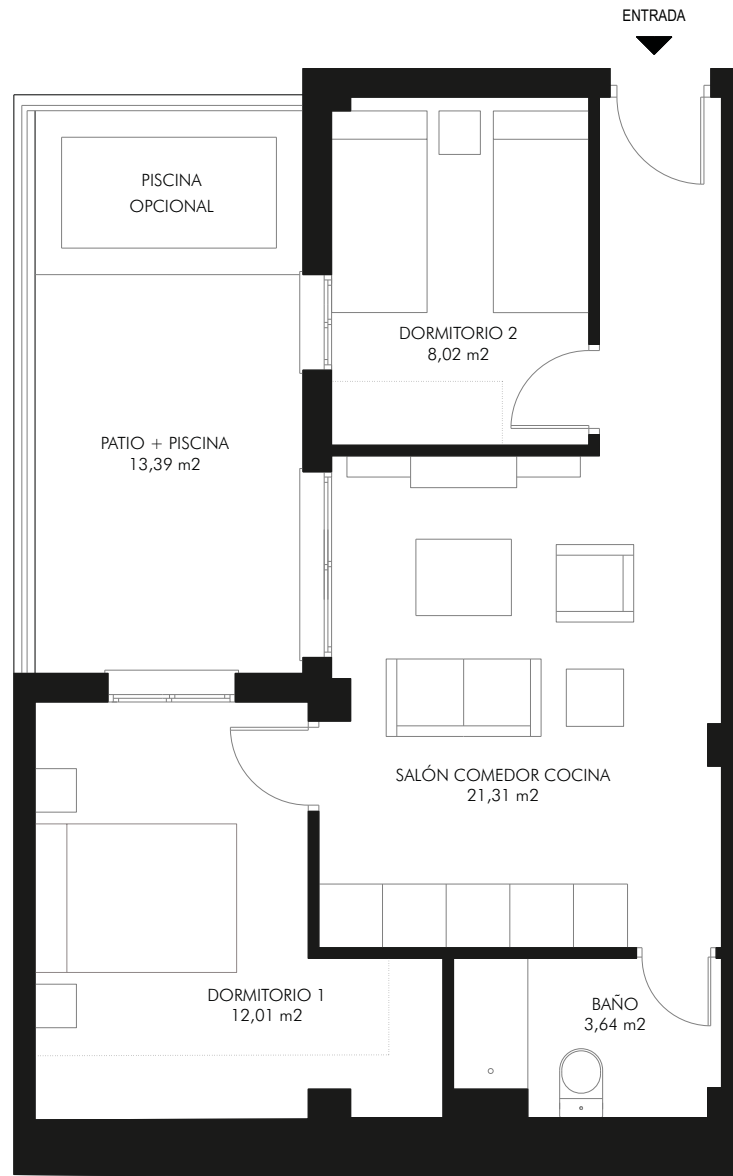 ENTRADA
PISCINA
OPCIONAL
DORMITORIO 2
8,02 m2
PATIO + PISCINA
13,39 m2
SALÓN COMEDOR COCINA
21,31 m2
DORMITORIO 1
12,01 m2
BAÑO
3,64 m2